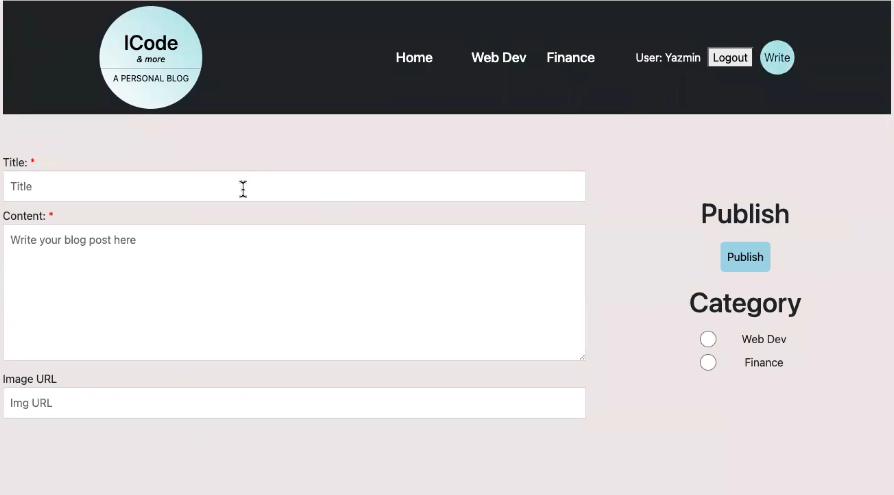 ICode
& more
A PERSONAL BLOG
Home Web Dev Finance User: Yazmin Logout Write
Title: *
Title
Content: *
Write your blog post here
Image URL
Img URL
Publish
Publish
Category
Web Dev
Finance